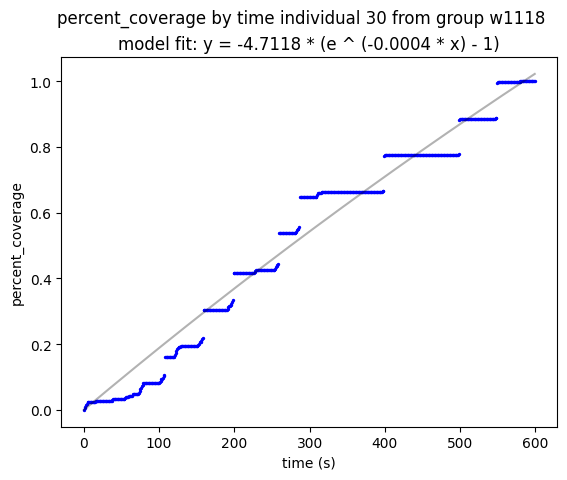 percent_coverage by time individual 30 from group w1118
model fit: y = -4.7118 * (e ^ (-0.0004 * x) - 1)
1.0
0.8
0.6
0.4
0.2
0.0
percent_coverage
0 100 200 300 400 500 600
time (s)